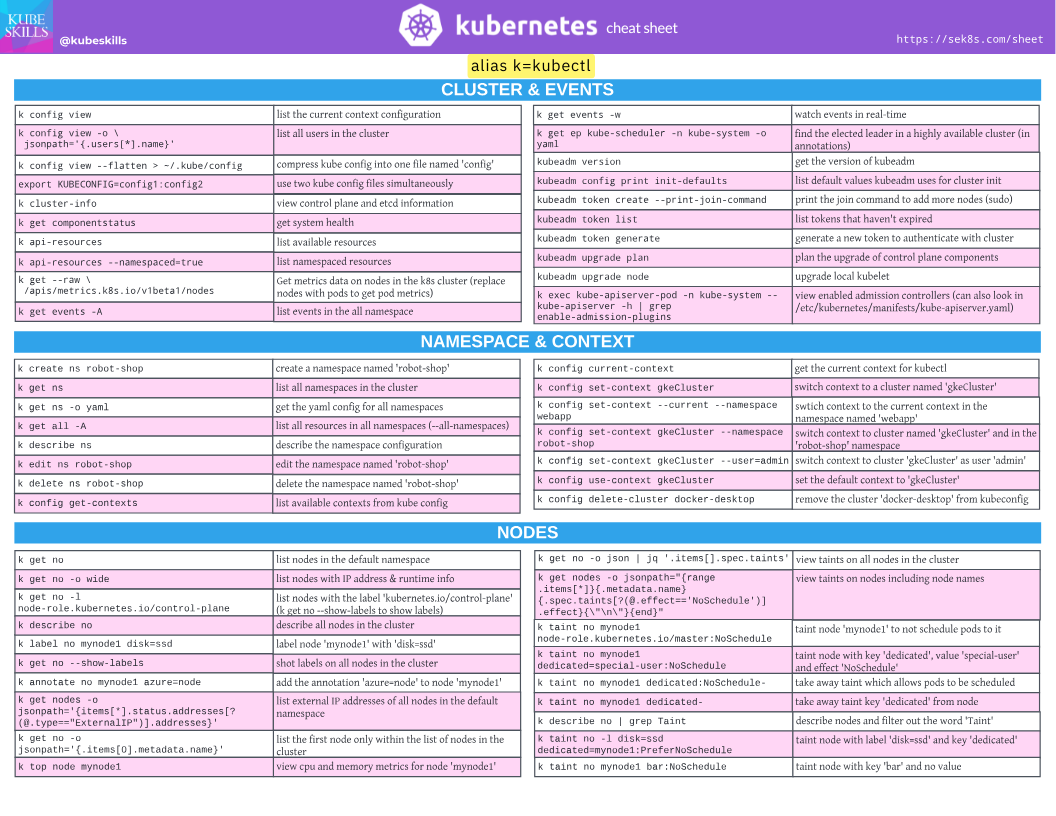 KUBE
SKILLS
@kubeskills
kubernetes cheat sheet
https://sek8s.com/sheet
alias k=kubectl
CLUSTER & EVENTS
k config view
list the current context configuration
k config view -o \
jsonpath='{.users[*].name}'
list all users in the cluster
k config view --flatten > ~/.kube/config
compress kube config into one file named 'config'
export KUBECONFIG=config1:config2
use two kube config files simultaneously
k cluster-info
view control plane and etcd information
k get componentstatus
get system health
k api-resources
list available resources
k api-resources --namespaced=true
list namespaced resources
k get --raw \
/apis/metrics.k8s.io/v1beta1/nodes
Get metrics data on nodes in the k8s cluster (replace
nodes with pods to get pod metrics)
k get events -A
list events in the all namespace
k get events -w
watch events in real-time
k get ep kube-scheduler -n kube-system -o
yaml
find the elected leader in a highly available cluster (in
annotations)
kubeadm version
get the version of kubeadm
kubeadm config print init-defaults
list default values kubeadm uses for cluster init
kubeadm token create --print-join-command
print the join command to add more nodes (sudo)
kubeadm token list
list tokens that haven't expired
kubeadm token generate
generate a new token to authenticate with cluster
kubeadm upgrade plan
plan the upgrade of control plane components
kubeadm upgrade node
upgrade local kubelet
k exec kube-apiserver-pod -n kube-system --
kube-apiserver -h | grep
enable-admission-plugins
view enabled admission controllers (can also look in
/etc/kubernetes/manifests/kube-apiserver.yaml)
NAMESPACE & CONTEXT
k create ns robot-shop
create a namespace named 'robot-shop'
k get ns
list all namespaces in the cluster
k get ns -o yaml
get the yaml config for all namespaces
k get all -A
list all resources in all namespaces (--all-namespaces)
k describe ns
describe the namespace configuration
k edit ns robot-shop
edit the namespace named 'robot-shop'
k delete ns robot-shop
delete the namespace named 'robot-shop'
k config get-contexts
list available contexts from kube config
k config current-context
get the current context for kubectl
k config set-context gkeCluster
switch context to a cluster named 'gkeCluster'
k config set-context --current --namespace
webapp
swtich context to the current context in the
namespace named 'webapp'
k config set-context gkeCluster --namespace
robot-shop
switch context to cluster named 'gkeCluster' and in the
'robot-shop' namespace
k config set-context gkeCluster --user=admin
switch context to cluster 'gkeCluster' as user 'admin'
k config use-context gkeCluster
set the default context to 'gkeCluster'
k config delete-cluster docker-desktop
remove the cluster 'docker-desktop' from kubeconfig
NODES
k get no
list nodes in the default namespace
k get no -o wide
list nodes with IP address & runtime info
k get no -l
node-role.kubernetes.io/control-plane
list nodes with the label 'kubernetes.io/control-plane'
(k get no --show-labels to show labels)
k describe no
describe all nodes in the cluster
k label no mynode1 disk=ssd
label node 'mynode1' with 'disk=ssd'
k get no --show-labels
shot labels on all nodes in the cluster
k annotate no mynode1 azure=node
add the annotation 'azure=node' to node 'mynode1'
k get nodes -o
jsonpath='{items[*].status.addresses[?
(@.type=="ExternalIP")].addresses}'
list external IP addresses of all nodes in the default
namespace
k get no -o
jsonpath='{.items[0].metadata.name}'
list the first node only within the list of nodes in the
cluster
k top node mynode1
view cpu and memory metrics for node 'mynode1'
k get no -o json | jq '.items[].spec.taints'
view taints on all nodes in the cluster
k get nodes -o jsonpath="{range
.items[*]}{.metadata.name}
{.spec.taints[?(@.effect=='NoSchedule')]
.effect}{\"\n\"}{end}"
view taints on nodes including node names
k taint no mynode1
node-role.kubernetes.io/master:NoSchedule
taint node 'mynode1' to not schedule pods to it
k taint no mynode1
dedicated=special-user:NoSchedule
taint node with key 'dedicated', value 'special-user'
and effect 'NoSchedule'
k taint no mynode1 dedicated:NoSchedule-
take away taint which allows pods to be scheduled
k taint no mynode1 dedicated-
take away taint key 'dedicated' from node
k describe no | grep Taint
describe nodes and filter out the word 'Taint'
k taint no -l disk=ssd
dedicated=mynode1:PreferNoSchedule
taint node with label 'disk=ssd' and key 'dedicated'
k taint no mynode1 bar:NoSchedule
taint node with key 'bar' and no value